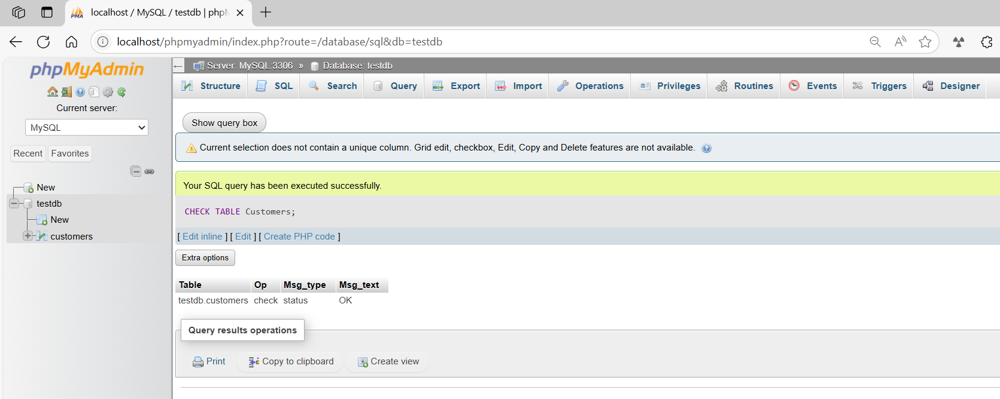 localhost / MySQL / testdb | php
localhost/phpmyadmin/index.php?route=/database/sql&db=testdb
phpMyAdmin
Current server:
MySQL
Recent Favorites
New
testdb
New
customers
Server: MySQL:3306 » Database: testdb
Structure SQL Search Query Export Import Operations Privileges Routines Events Triggers Designer
Show query box
Current selection does not contain a unique column. Grid edit, checkbox, Edit, Copy and Delete features are not available.
Your SQL query has been executed successfully.
CHECK TABLE Customers;
[ Edit inline ] [ Edit ] [ Create PHP code ]
Extra options
Table Op Msg_type Msg_text
testdb.customers check status OK
Query results operations
Print Copy to clipboard Create view